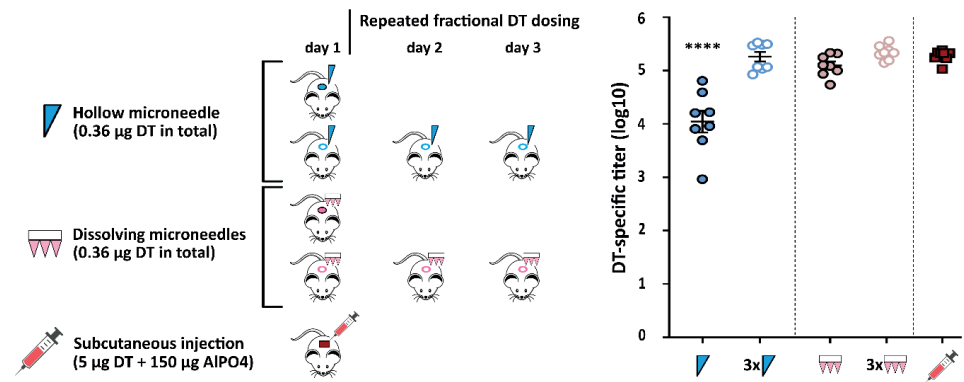 Repeated fractional DT dosing
day 1
day 2
day 3
Hollow microneedle
(0.36 µg DT in total)
Dissolving microneedles
(0.36 µg DT in total)
Subcutaneous injection
(5 µg DT + 150 µg AlPO4)
DT-specific titer (log10)
6
5
4
3
2
1
0
****
3x
3x